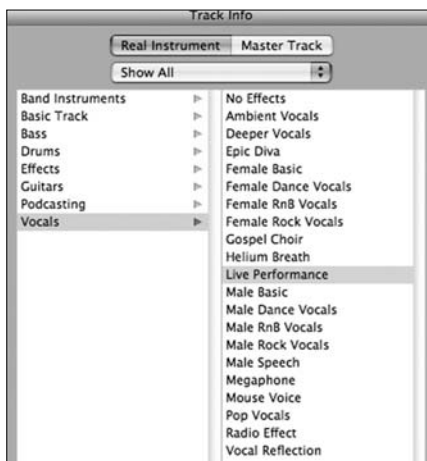 Track Info
Real Instrument Master Track
Show All
Band Instruments
Basic Track
Bass
Drums
Effects
Guitars
Podcasting
Vocals
No Effects
Ambient Vocals
Deeper Vocals
Epic Diva
Female Basic
Female Dance Vocals
Female RnB Vocals
Female Rock Vocals
Gospel Choir
Helium Breath
Live Performance
Male Basic
Male Dance Vocals
Male RnB Vocals
Male Rock Vocals
Male Speech
Megaphone
Mouse Voice
Pop Vocals
Radio Effect
Vocal Reflection